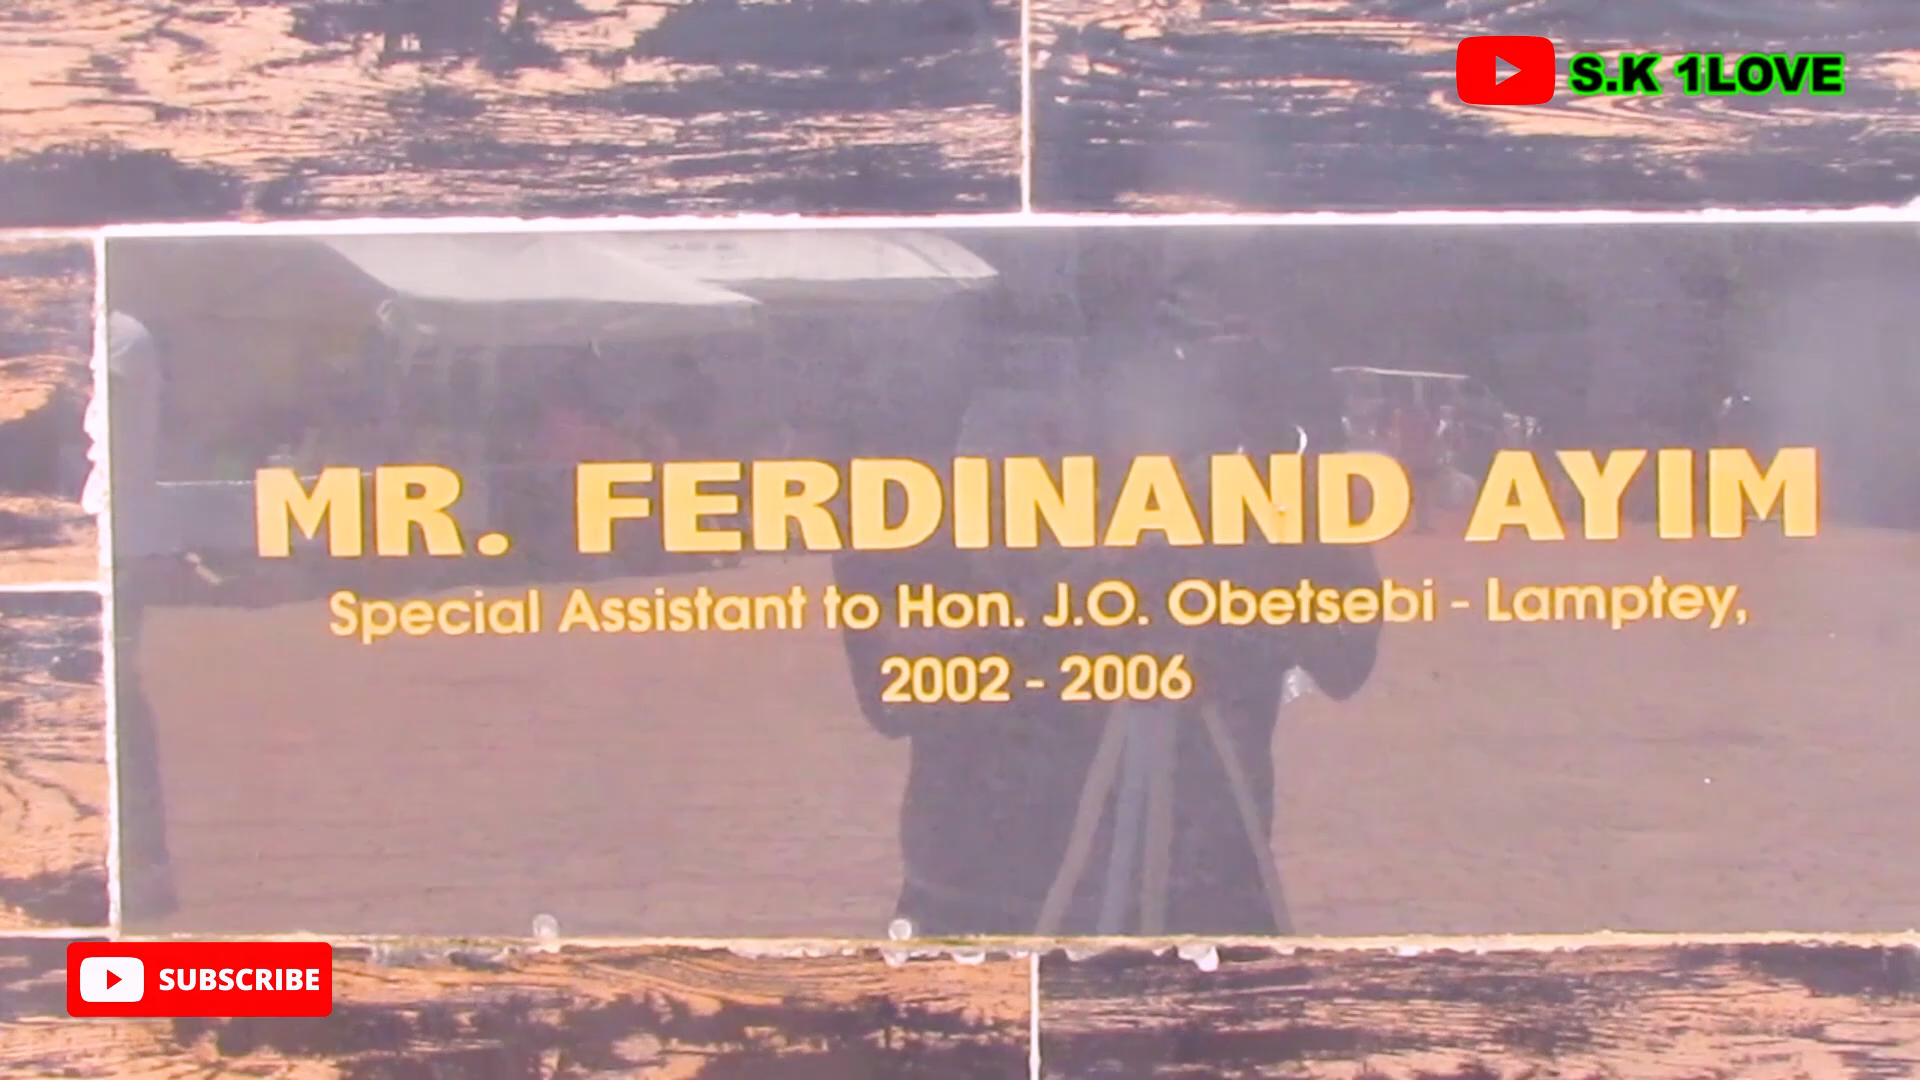 S.K 1LOVE
MR. FERDINAND AYIM
Special Assistant to Hon. J.O. Obetsebi - Lamptey,
2002 - 2006
SUBSCRIBE